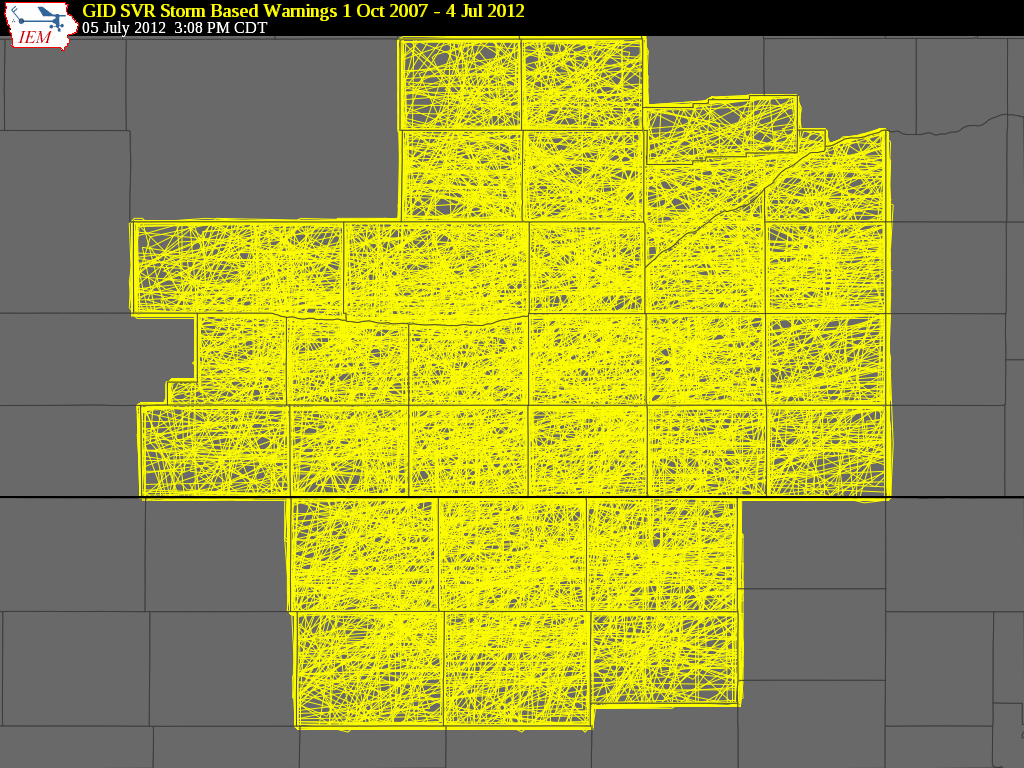 GID SVR Storm Based Warnings 1 Oct 2007 - 4 Jul 2012
05 July 2012  3:08 PM CDT
IEM